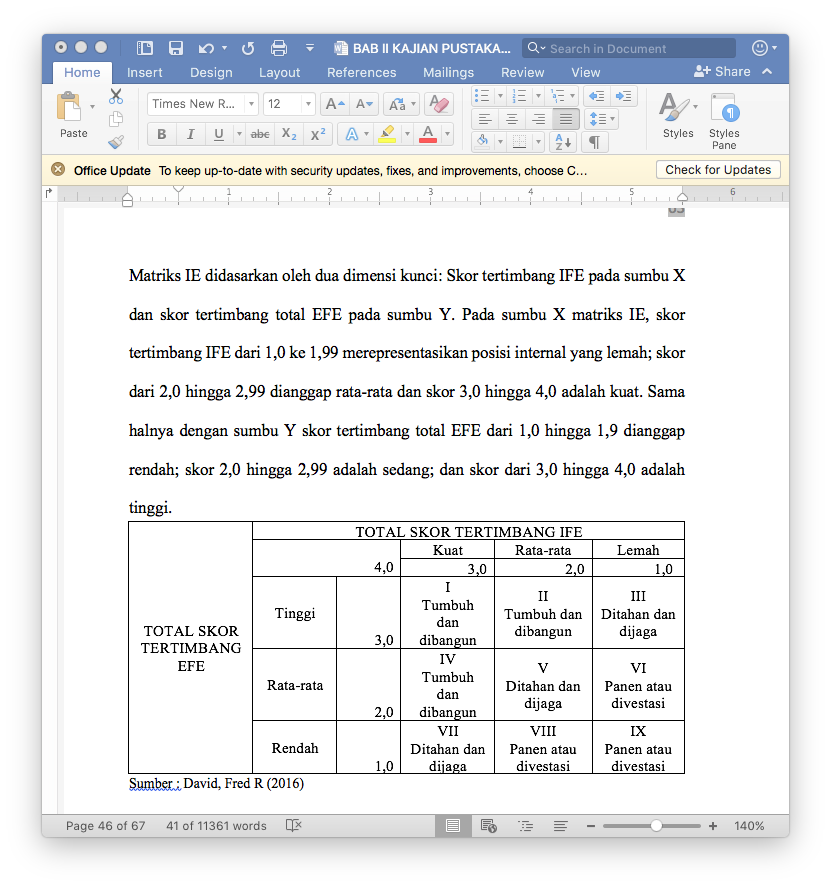 BAB II KAJIAN PUSTAKA...
Search in Document
Home Insert Design Layout References Mailings Review View Share
Paste
Times New R... 12
Styles
Styles Pane
Office Update To keep up-to-date with security updates, fixes, and improvements, choose C...
Check for Updates
1 2 3 4 5 6
Matriks IE didasarkan oleh dua dimensi kunci: Skor tertimbang IFE pada sumbu X
dan skor tertimbang total EFE pada sumbu Y. Pada sumbu X matriks IE, skor
tertimbang IFE dari 1,0 ke 1,99 merepresentasikan posisi internal yang lemah; skor
dari 2,0 hingga 2,99 dianggap rata-rata dan skor 3,0 hingga 4,0 adalah kuat. Sama
halnya dengan sumbu Y skor tertimbang total EFE dari 1,0 hingga 1,9 dianggap
rendah; skor 2,0 hingga 2,99 adalah sedang; dan skor dari 3,0 hingga 4,0 adalah
tinggi.
TOTAL SKOR TERTIMBANG IFE
Kuat Rata-rata Lemah
4,0 3,0 2,0 1,0
TOTAL SKOR
TERTIMBANG
EFE
Tinggi
3,0
I
Tumbuh
dan
dibangun
II
Tumbuh dan
dibangun
III
Ditahan dan
dijaga
Rata-rata
2,0
IV
Tumbuh
dan
dibangun
V
Ditahan dan
dijaga
VI
Panen atau
divestasi
Rendah
1,0
VII
Ditahan dan
dijaga
VIII
Panen atau
divestasi
IX
Panen atau
divestasi
Sumber : David, Fred R (2016)
Page 46 of 67 41 of 11361 words 140%